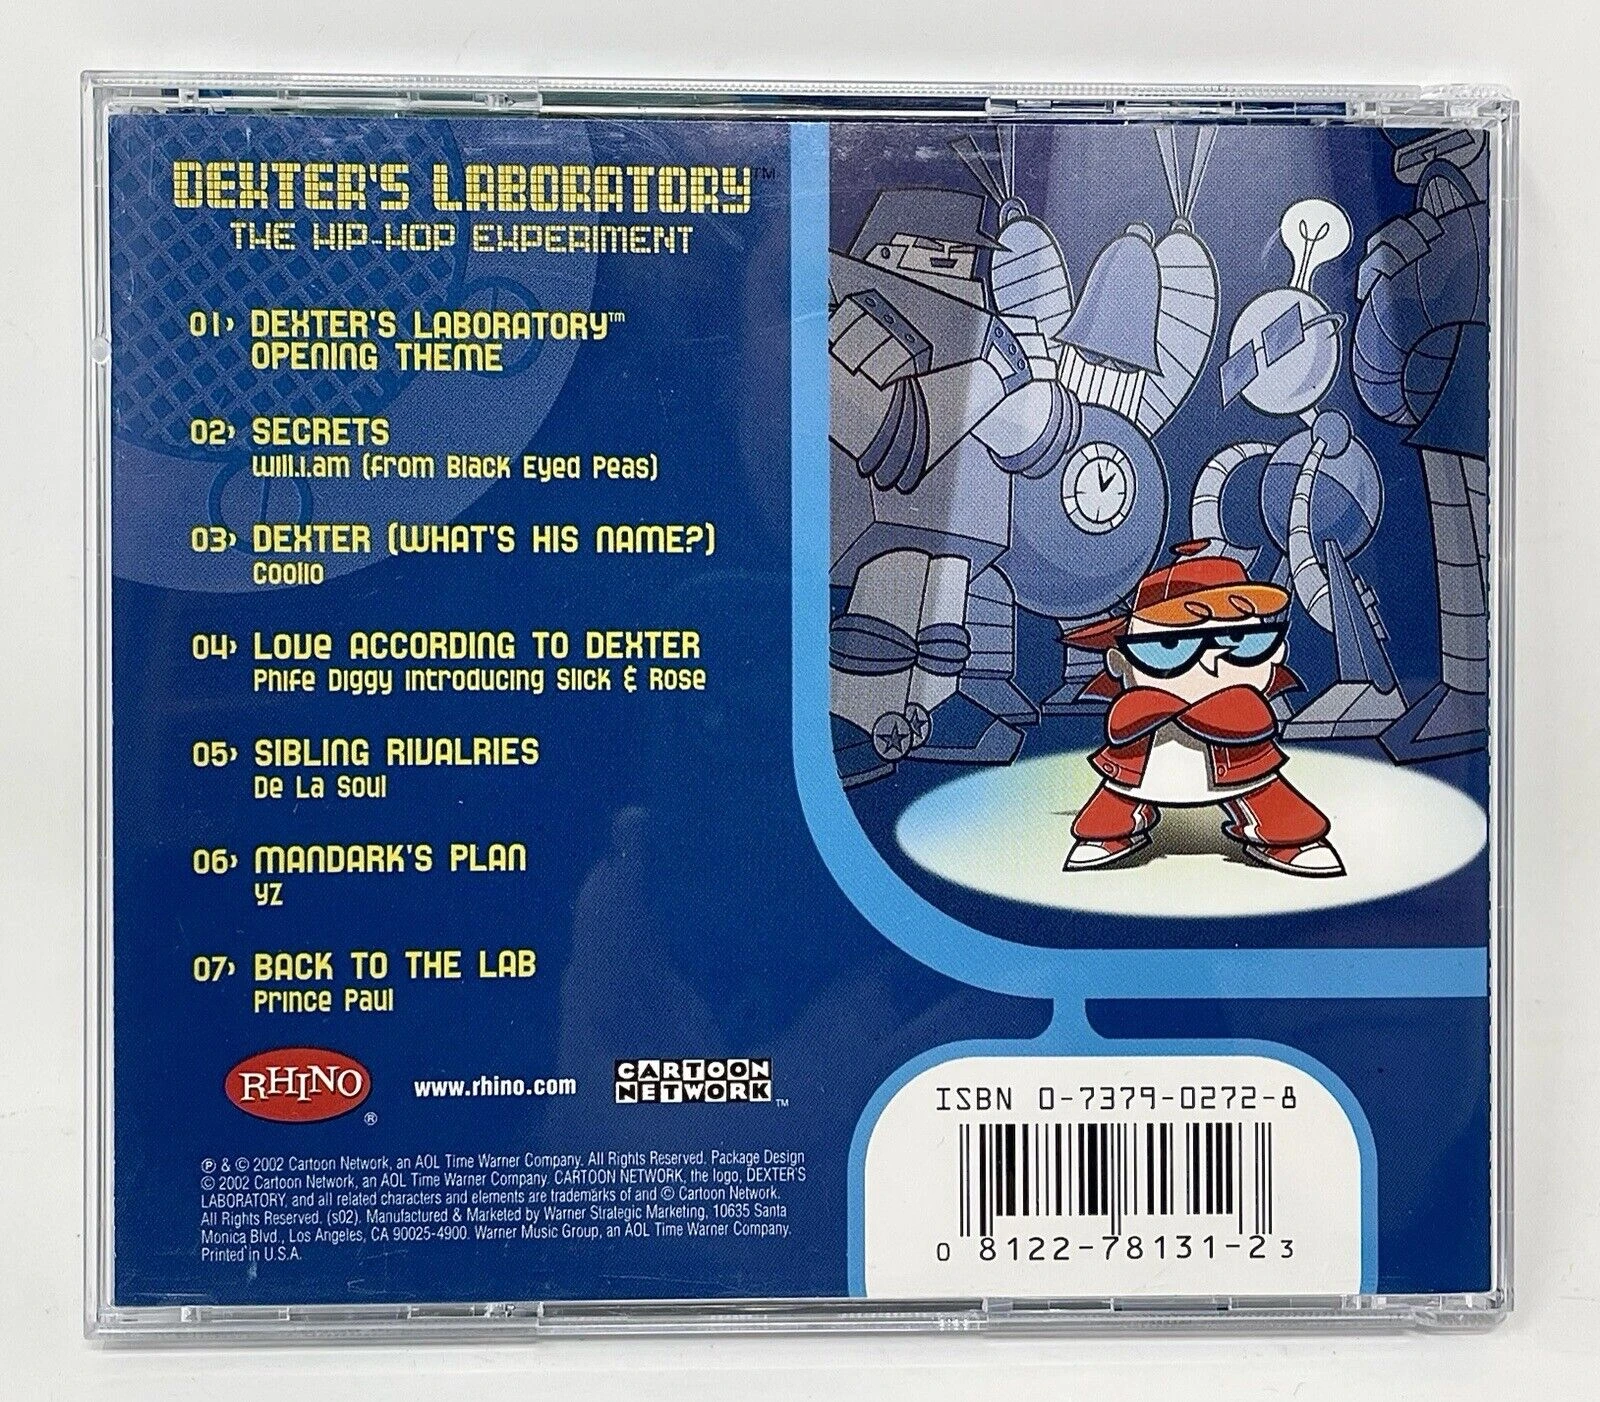 DEXTER'S LABORATORY™
THE HIP-HOP EXPERIMENT
01› DEXTER'S LABORATORY™
OPENING THEME
02› SECRETS
will.i.am (from Black Eyed Peas)
03› DEXTER (WHAT'S HIS NAME?)
Coolio
04› LOVE ACCORDING TO DEXTER
Phife Diggy introducing Slick & Rose
05› SIBLING RIVALRIES
De La Soul
06› MANDARK'S PLAN
YZ
07› BACK TO THE LAB
Prince Paul
RHINO®
www.rhino.com
CARTOON
NETWORK™
℗ & © 2002 Cartoon Network, an AOL Time Warner Company. All Rights Reserved. Package Design
© 2002 Cartoon Network, an AOL Time Warner Company. CARTOON NETWORK, the logo, DEXTER'S
LABORATORY, and all related characters and elements are trademarks of and © Cartoon Network.
All Rights Reserved. (s02). Manufactured & Marketed by Warner Strategic Marketing, 10635 Santa
Monica Blvd., Los Angeles, CA 90025-4900. Warner Music Group, an AOL Time Warner Company.
Printed in U.S.A.
ISBN 0-7379-0272-8
0 8122-78131-2 3